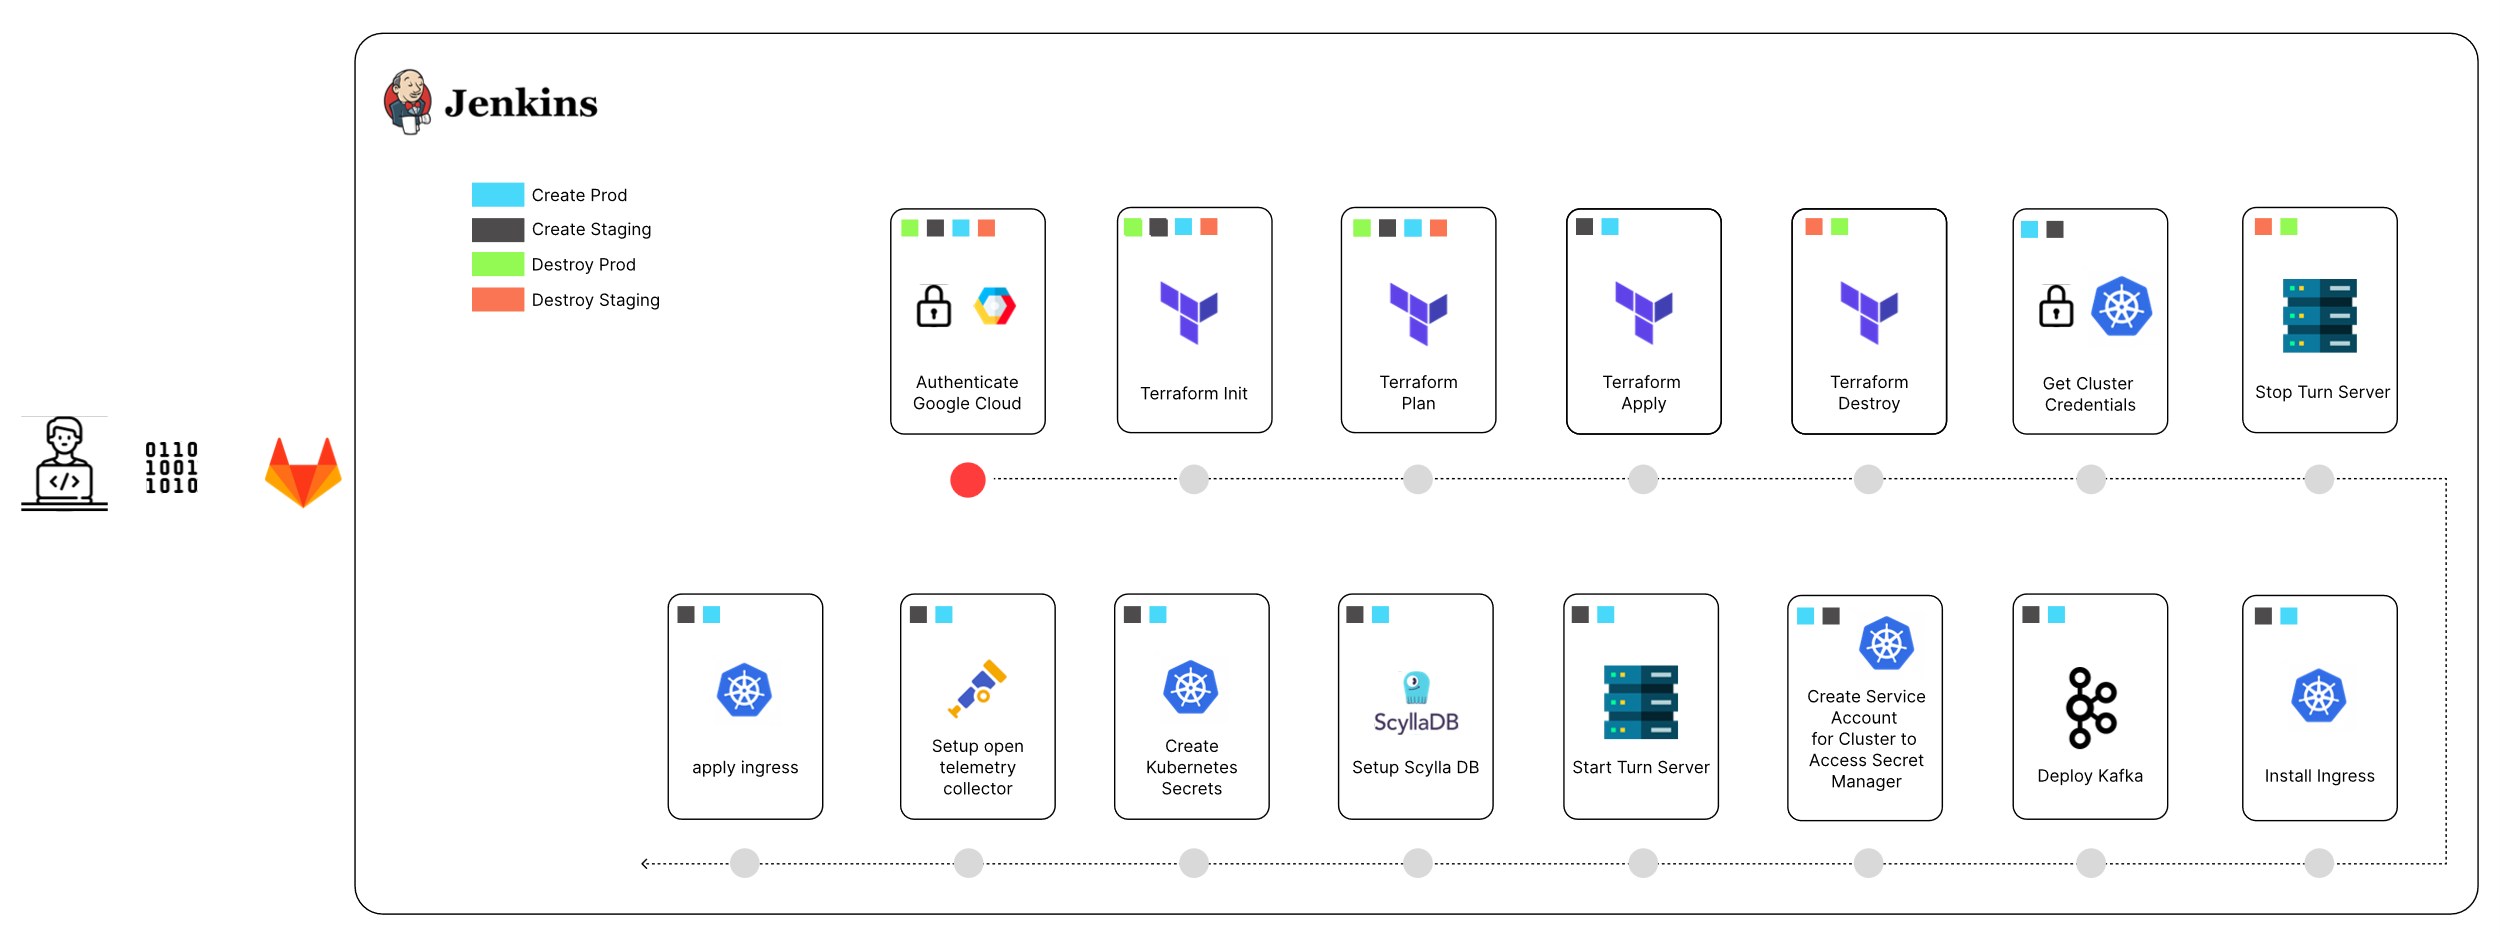 Jenkins
Create Prod
Create Staging
Destroy Prod
Destroy Staging
0110
1001
1010
Authenticate
Google Cloud
Terraform Init
Terraform
Plan
Terraform
Apply
Terraform
Destroy
Get Cluster
Credentials
Stop Turn Server
apply ingress
Setup open
telemetry
collector
Create
Kubernetes
Secrets
ScyllaDB
Setup Scylla DB
Start Turn Server
Create Service
Account
for Cluster to
Access Secret
Manager
Deploy Kafka
Install Ingress